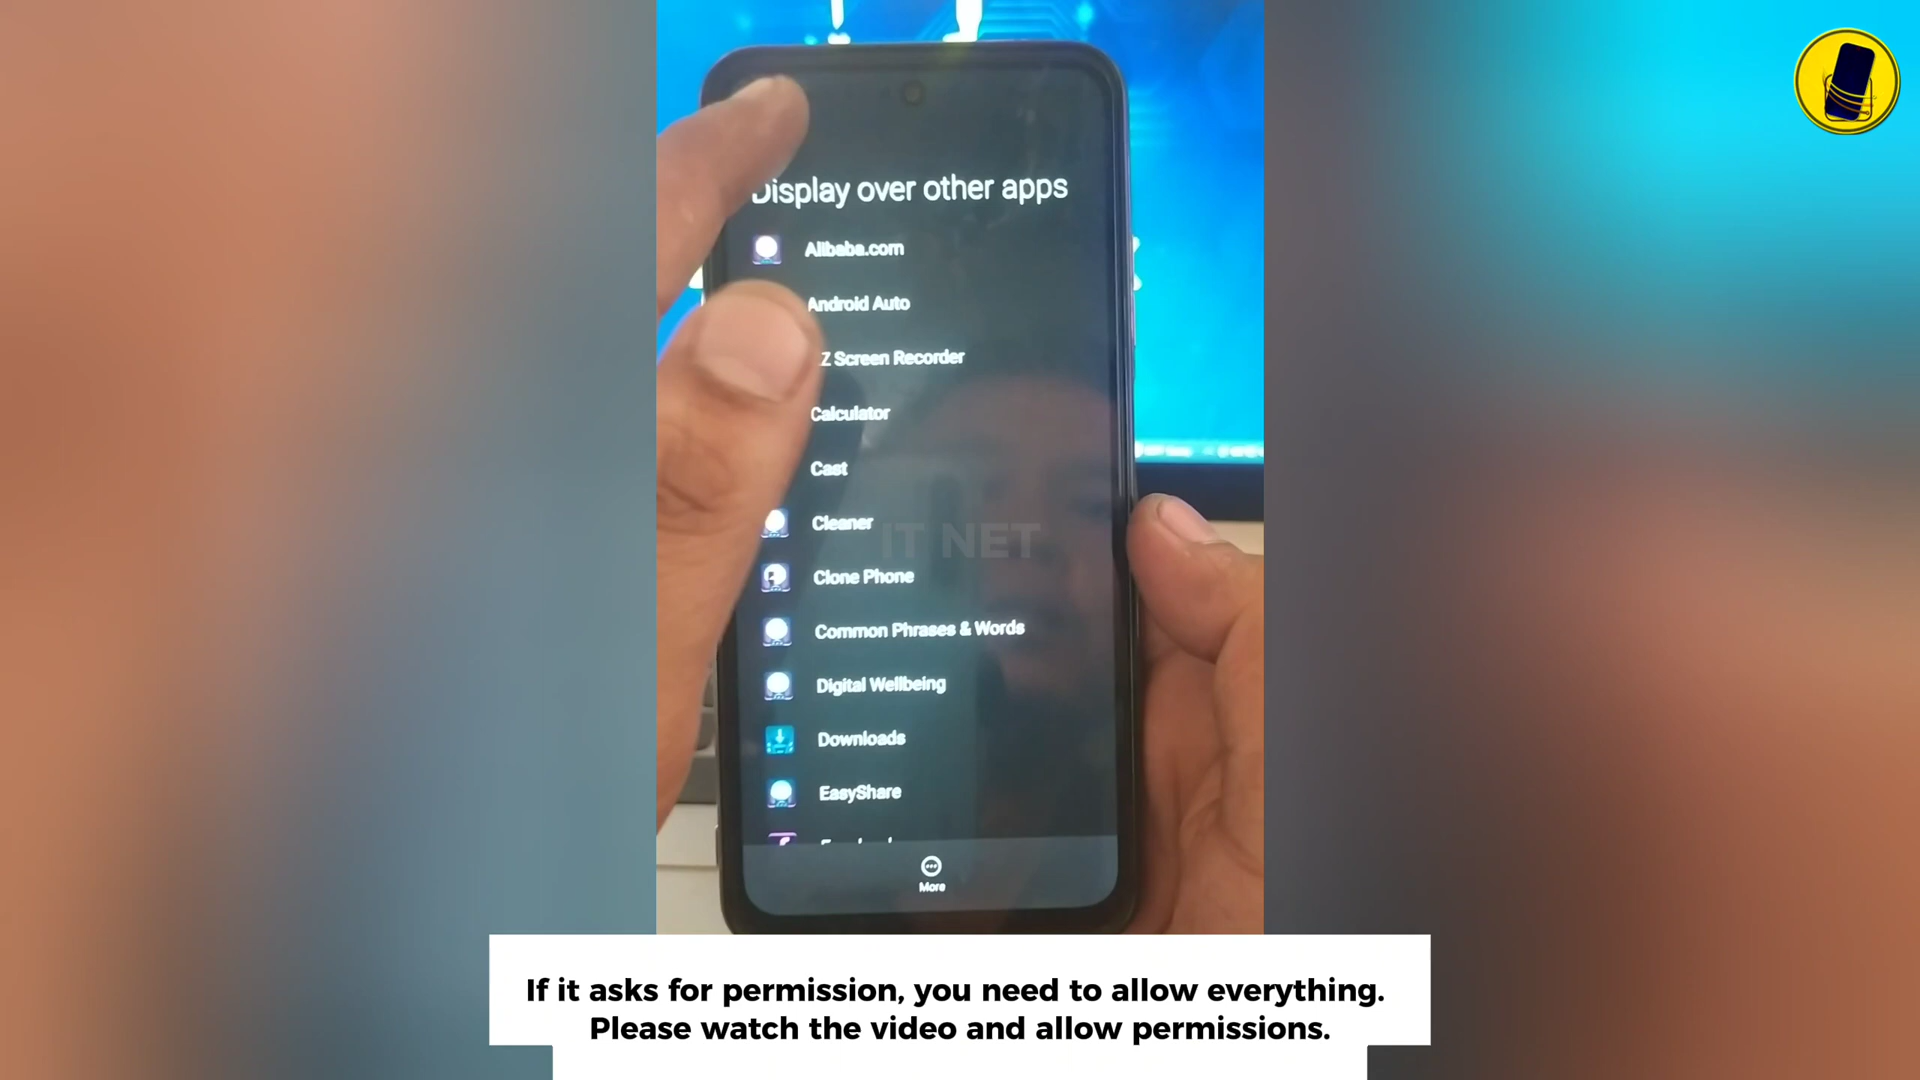 Display over other apps
Alibaba.com
Android Auto
Z Screen Recorder
Calculator
Cast
Cleaner
IT NET
Clone Phone
Common Phrases & Words
Digital Wellbeing
Downloads
EasyShare
More
If it asks for permission, you need to allow everything.
Please watch the video and allow permissions.